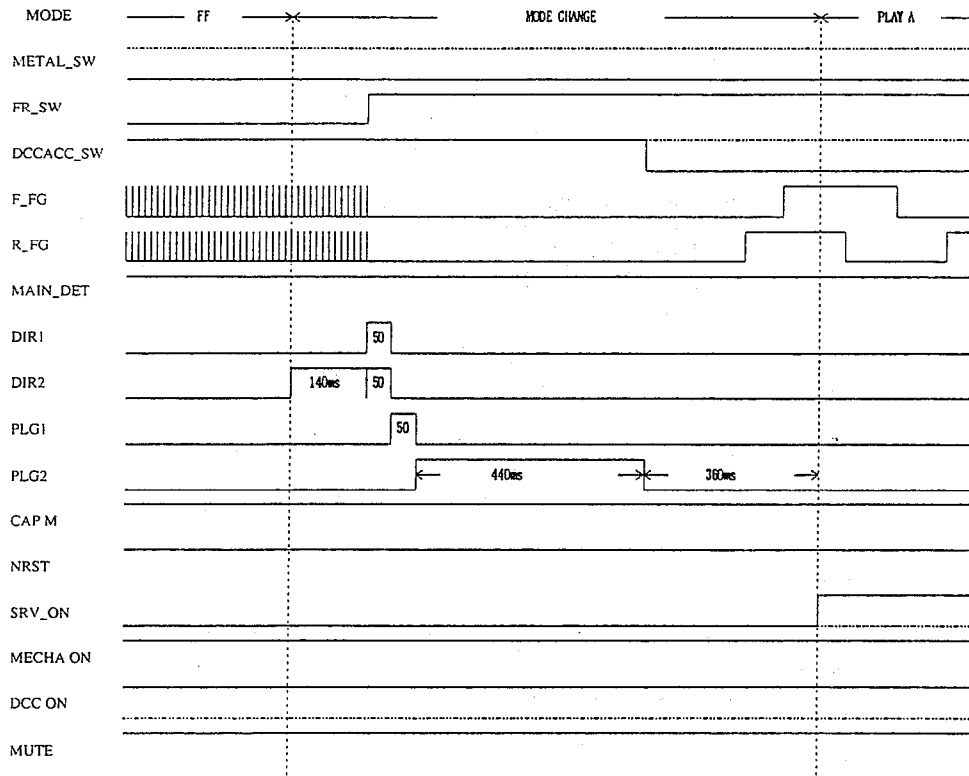 MODE FF MODE CHANGE PLAY A
METAL_SW
FR_SW
DCCACC_SW
F_FG
R_FG
MAIN_DET
DIR1 50
DIR2 140ms 50
PLG1 50
PLG2 440ms 360ms
CAP M
NRST
SRV_ON
MECHA ON
DCC ON
MUTE